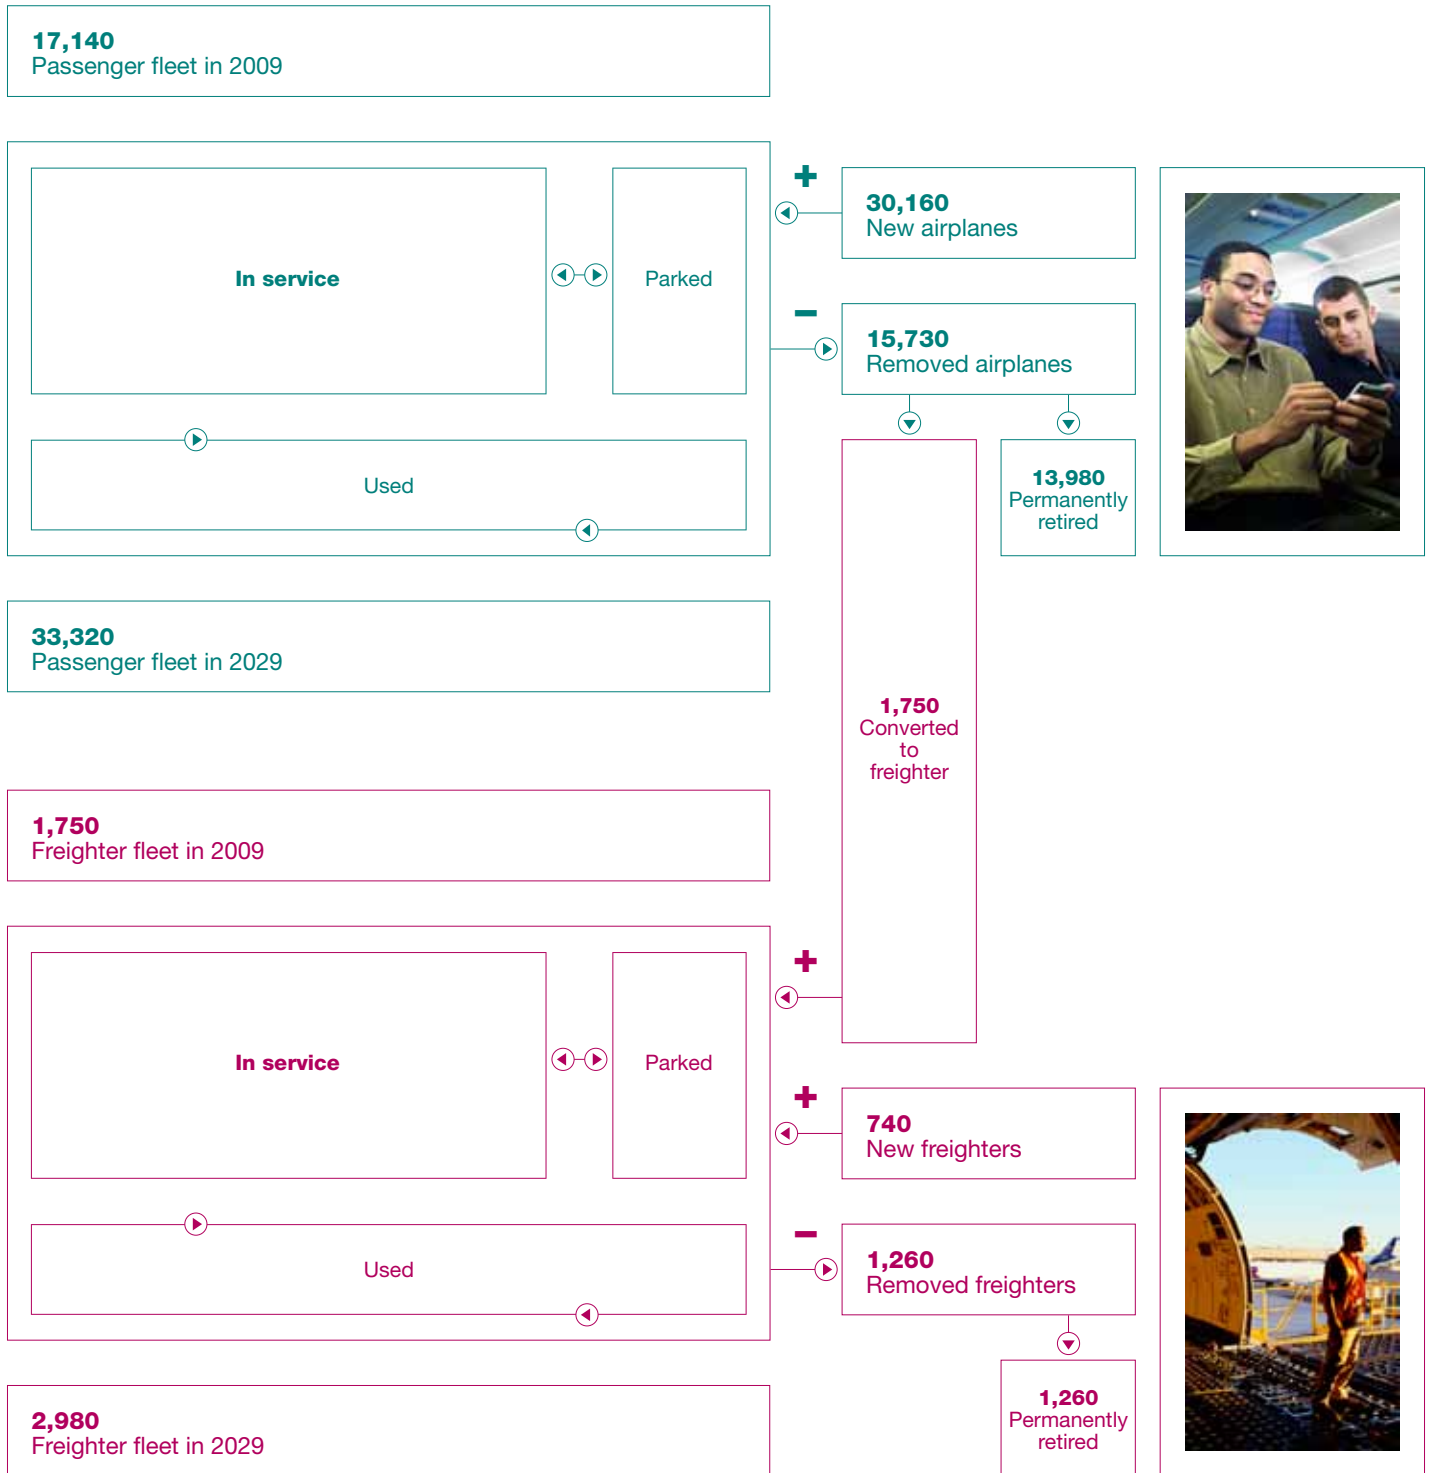 17,140
Passenger fleet in 2009
In service
Parked
Used
30,160
New airplanes
15,730
Removed airplanes
13,980
Permanently
retired
33,320
Passenger fleet in 2029
1,750
Converted
to
freighter
1,750
Freighter fleet in 2009
In service
Parked
Used
740
New freighters
1,260
Removed freighters
1,260
Permanently
retired
2,980
Freighter fleet in 2029